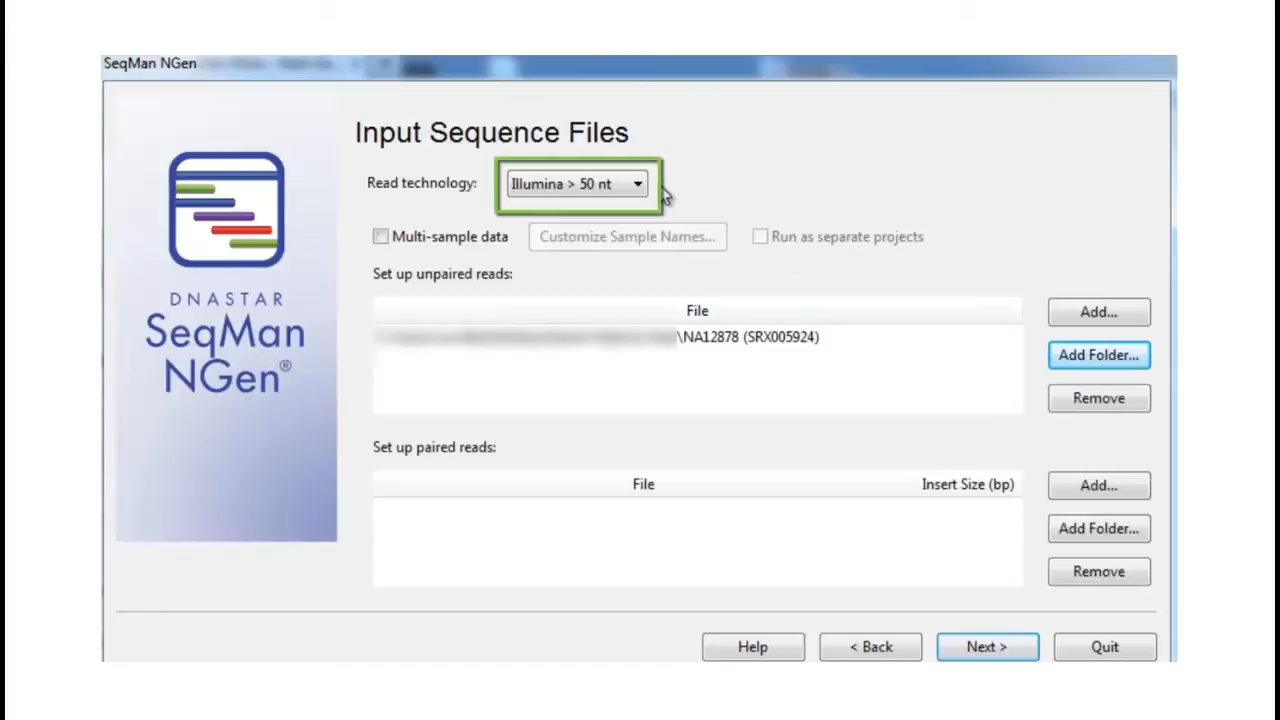 SeqMan NGen
Input Sequence Files
Read technology: Illumina > 50 nt
Multi-sample data Customize Sample Names... Run as separate projects
Set up unpaired reads:
File
\NA12878 (SRX005924)
Add...
Add Folder...
Remove
Set up paired reads:
File Insert Size (bp)
Add...
Add Folder...
Remove
DNASTAR
SeqMan
NGen®
Help < Back Next > Quit